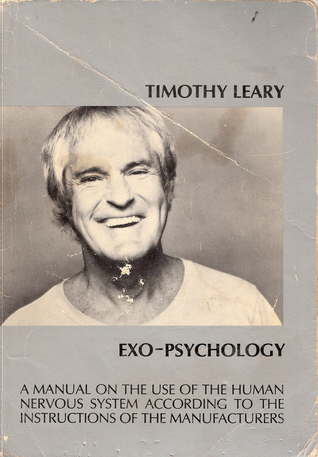 TIMOTHY LEARY
EXO-PSYCHOLOGY
A MANUAL ON THE USE OF THE HUMAN
NERVOUS SYSTEM ACCORDING TO THE
INSTRUCTIONS OF THE MANUFACTURERS